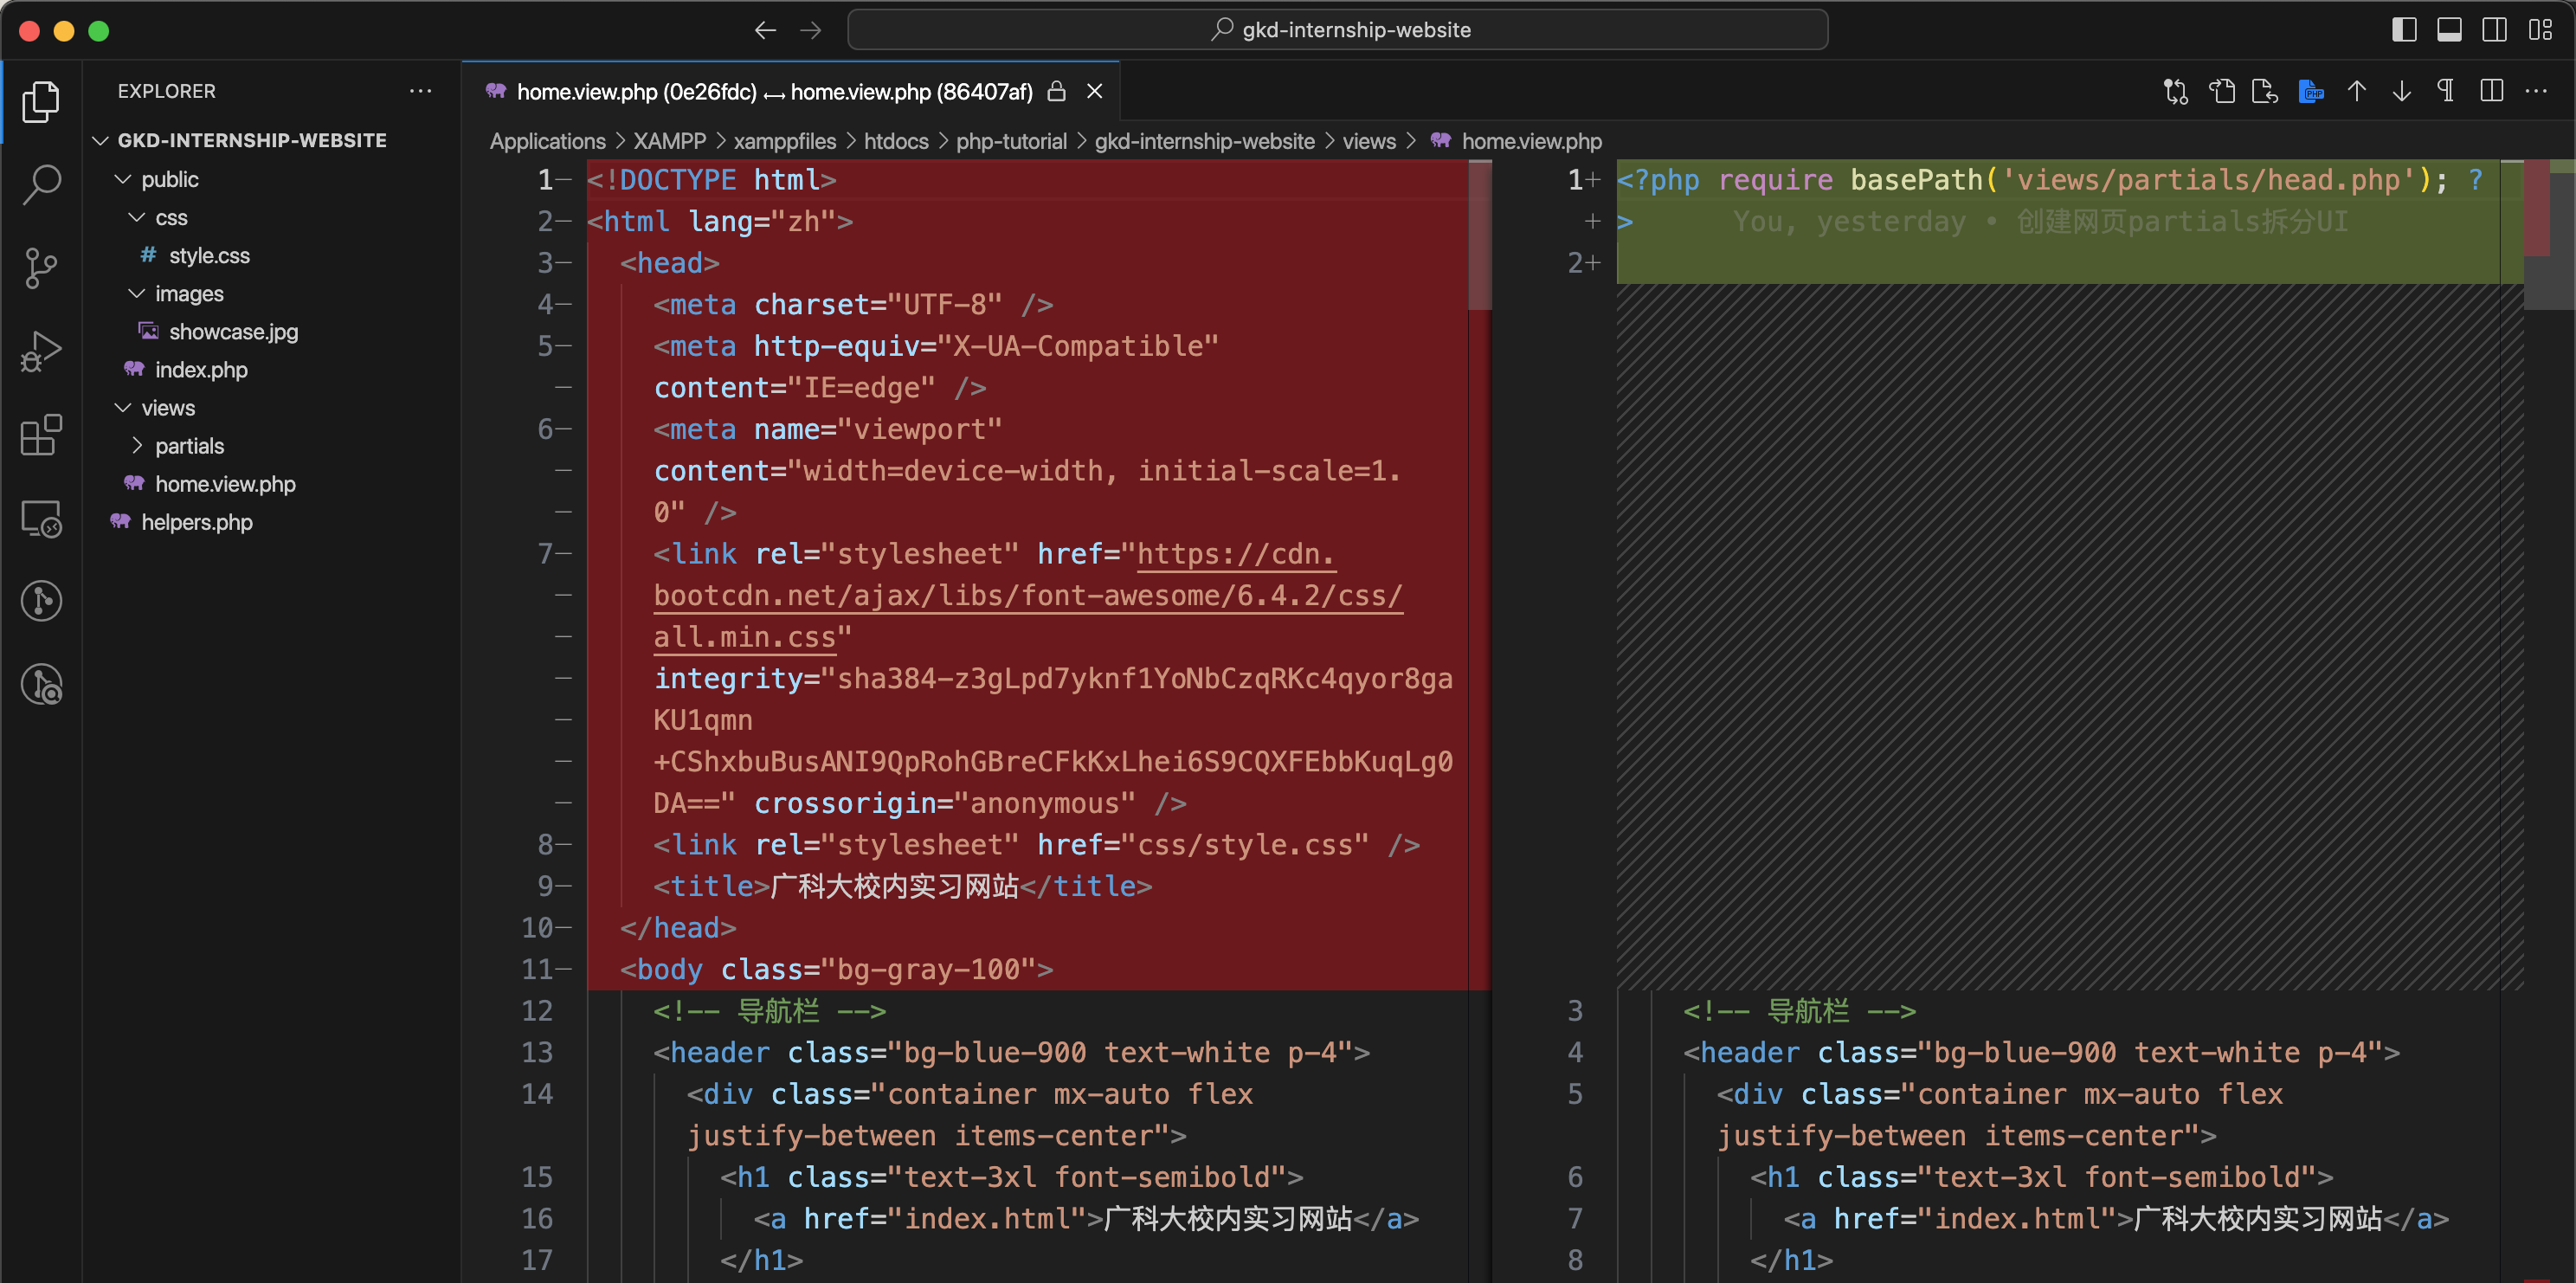 gkd-internship-website
EXPLORER
GKD-INTERNSHIP-WEBSITE
public
css
# style.css
images
showcase.jpg
index.php
views
partials
home.view.php
helpers.php
home.view.php (0e26fdc) ↔ home.view.php (86407af)
Applications > XAMPP > xamppfiles > htdocs > php-tutorial > gkd-internship-website > views > home.view.php
1− <!DOCTYPE html>
2− <html lang="zh">
3− <head>
4− <meta charset="UTF-8" />
5− <meta http-equiv="X-UA-Compatible"
− content="IE=edge" />
6− <meta name="viewport"
− content="width=device-width, initial-scale=1.
− 0" />
7− <link rel="stylesheet" href="https://cdn.
− bootcdn.net/ajax/libs/font-awesome/6.4.2/css/
− all.min.css"
− integrity="sha384-z3gLpd7yknf1YoNbCzqRKc4qyor8ga
− KU1qmn
− +CShxbuBusANI9QpRohGBreCFkKxLhei6S9CQXFEbbKuqLg0
− DA==" crossorigin="anonymous" />
8− <link rel="stylesheet" href="css/style.css" />
9− <title>广科大校内实习网站</title>
10− </head>
11− <body class="bg-gray-100">
12 <!-- 导航栏 -->
13 <header class="bg-blue-900 text-white p-4">
14 <div class="container mx-auto flex
justify-between items-center">
15 <h1 class="text-3xl font-semibold">
16 <a href="index.html">广科大校内实习网站</a>
17 </h1>
1+ <?php require basePath('views/partials/head.php'); ?
+ > You, yesterday • 创建网页partials拆分UI
2+
3 <!-- 导航栏 -->
4 <header class="bg-blue-900 text-white p-4">
5 <div class="container mx-auto flex
justify-between items-center">
6 <h1 class="text-3xl font-semibold">
7 <a href="index.html">广科大校内实习网站</a>
8 </h1>